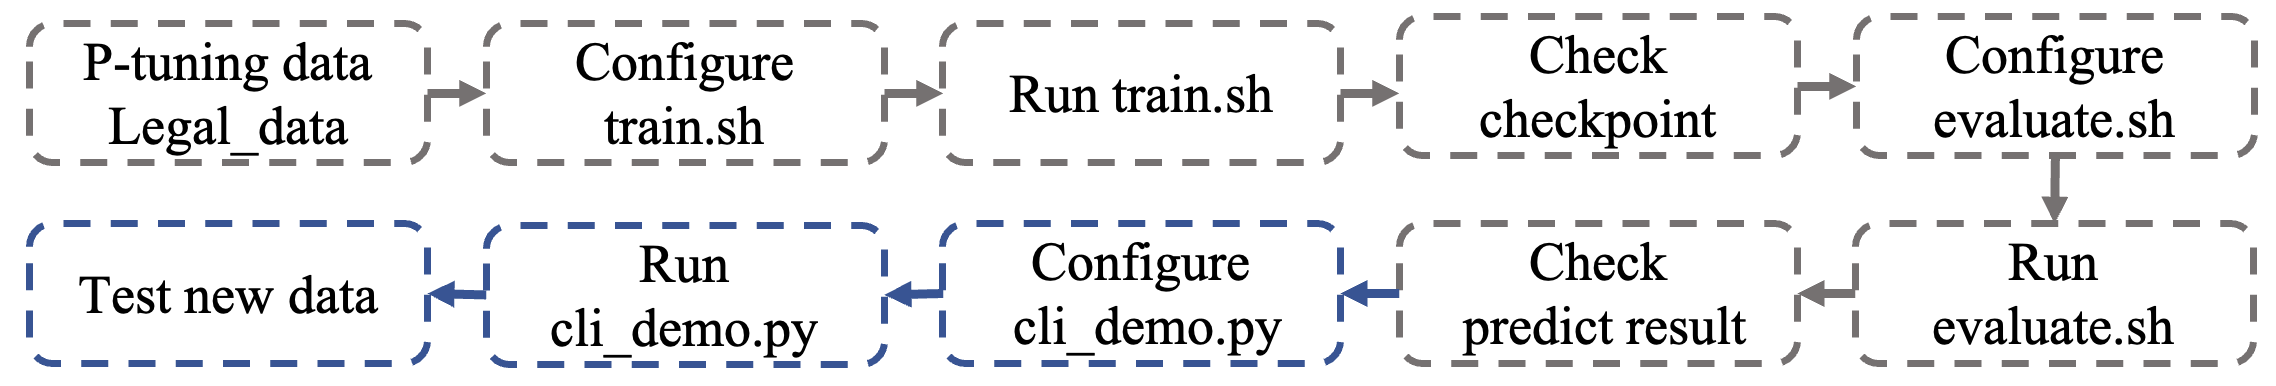 P-tuning data
Legal_data
Configure
train.sh
Run train.sh
Check
checkpoint
Configure
evaluate.sh
Run
evaluate.sh
Check
predict result
Configure
cli_demo.py
Run
cli_demo.py
Test new data